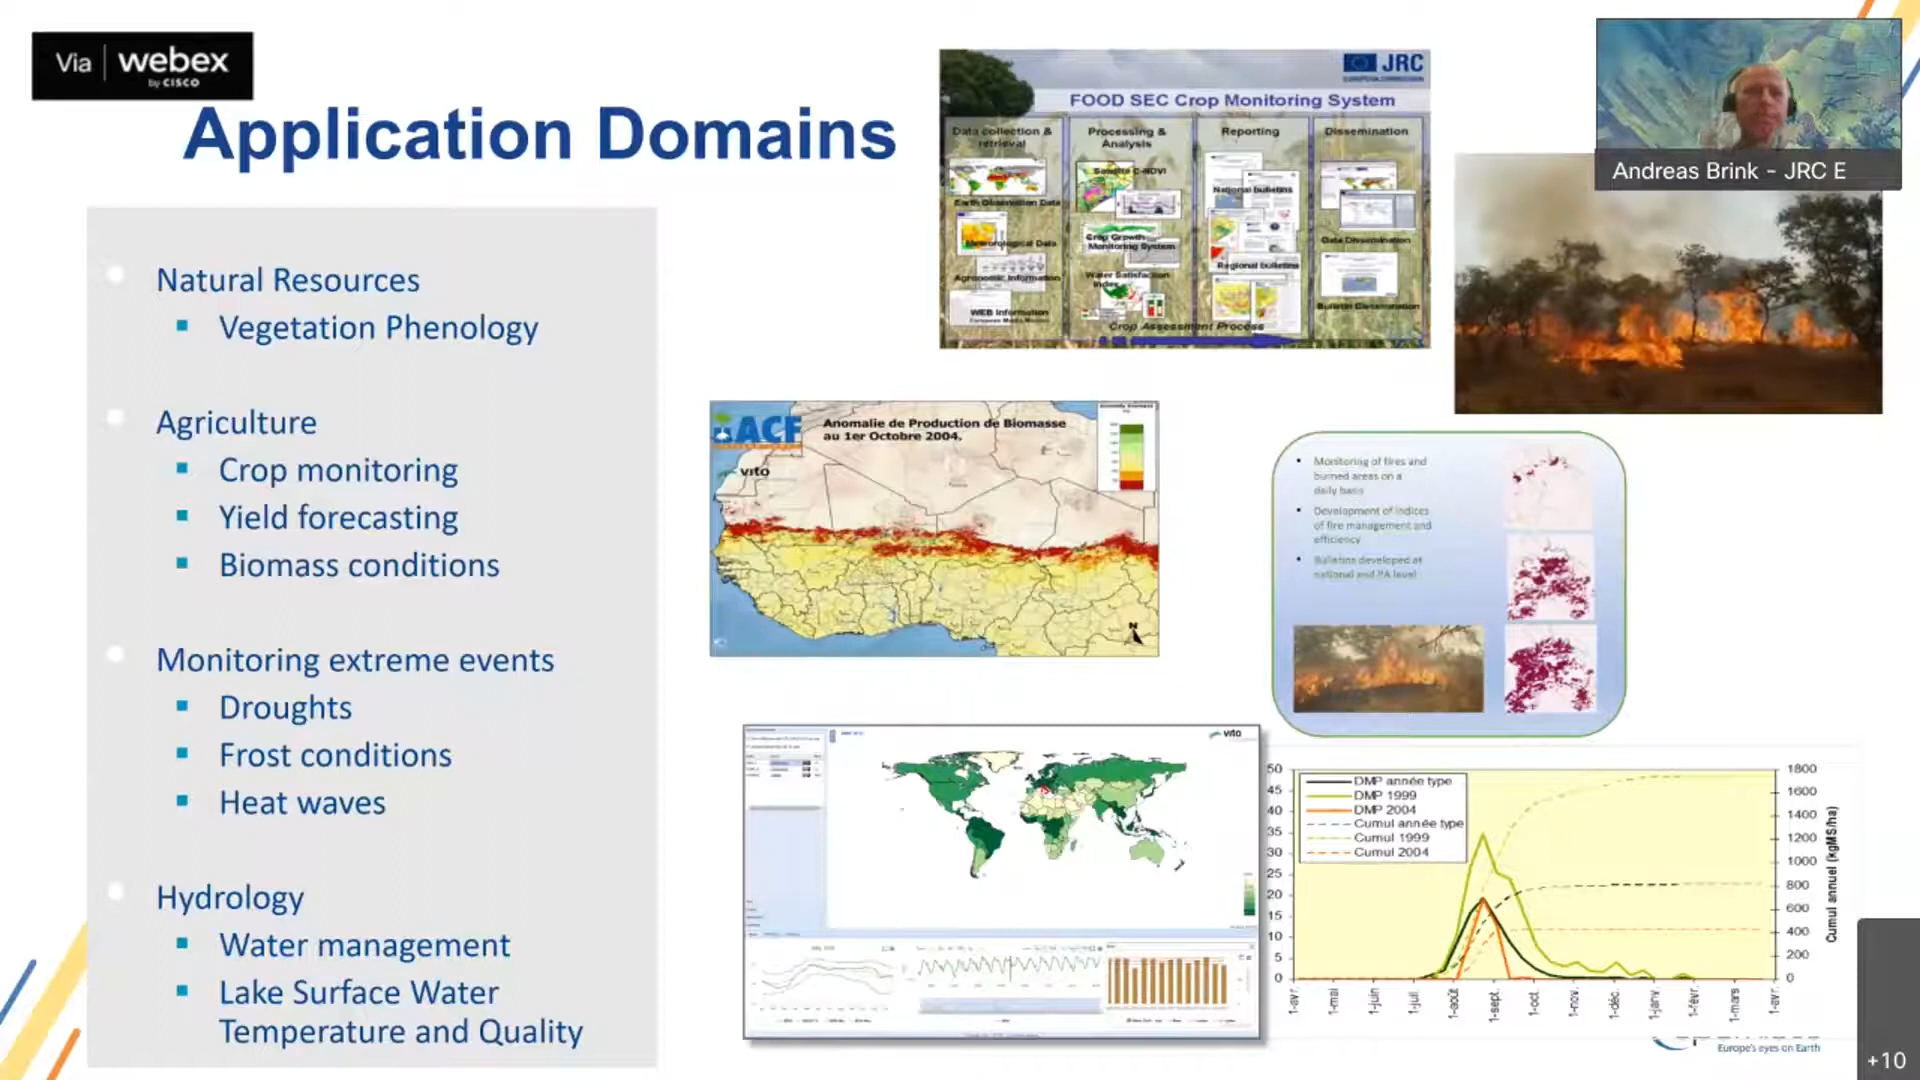 Via webex
by CISCO
Application Domains
Natural Resources
Vegetation Phenology
Agriculture
Crop monitoring
Yield forecasting
Biomass conditions
Monitoring extreme events
Droughts
Frost conditions
Heat waves
Hydrology
Water management
Lake Surface Water
Temperature and Quality
JRC
EUROPEAN COMMISSION
FOOD SEC Crop Monitoring System
Data collection &
retrieval
Earth Observation Data
Meteorological Data
Agronomic Information
WEB Information
Processing &
Analysis
Crop Growth
Monitoring System
Water Satisfaction
Index
Reporting
National bulletins
Regional bulletins
Dissemination
Data Dissemination
Bulletin Dissemination
Crop Assessment Process
Andreas Brink - JRC E
ACF
vito
Anomalie de Production de Biomasse
au 1er Octobre 2004.
N
Monitoring of fires and
burned areas on a
daily basis
Development of indices
of fire management and
efficiency
Bulletins developed at
national and PA level
vito
50
45
40
35
30
25
20
15
10
5
0
DMP année type
DMP 1999
DMP 2004
Cumul année type
Cumul 1999
Cumul 2004
1800
1600
1400
1200
1000
800
600
400
200
0
Cumul annuel (kgMS/ha)
1-avr.
1-mai
1-juin
1-juil.
1-août
1-sept.
1-oct.
1-nov.
1-déc.
1-janv.
1-févr.
1-mars
1-avr.
Europe's eyes on Earth
+10